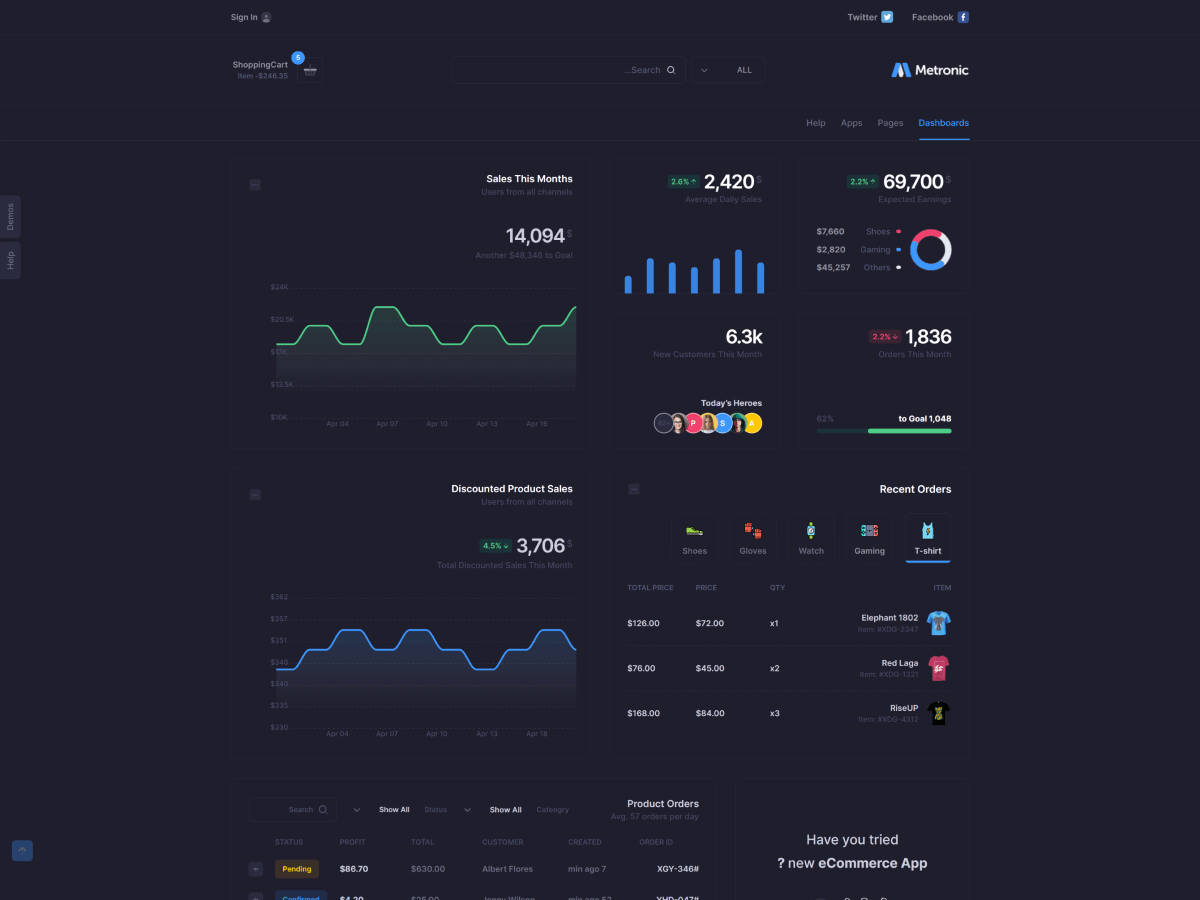 Sign In
Twitter
Facebook
ShoppingCart
5
Item -$246.35
...Search
ALL
Metronic
Help
Apps
Pages
Dashboards
Demos
Help
Sales This Months
Users from all channels
14,094 $
Another $48,346 to Goal
$24K
$20.5K
$17K
$13.5K
$10K
Apr 04
Apr 07
Apr 10
Apr 13
Apr 16
2.6%
2,420 $
Average Daily Sales
2.2%
69,700 $
Expected Earnings
$7,660 Shoes
$2,820 Gaming
$45,257 Others
6.3k
New Customers This Month
Today's Heroes
42+
P
S
A
2.2%
1,836
Orders This Month
62%
to Goal 1,048
Discounted Product Sales
Users from all channels
4.5%
3,706 $
Total Discounted Sales This Month
$362
$357
$351
$346
$340
$335
$330
Apr 04
Apr 07
Apr 10
Apr 13
Apr 18
Recent Orders
Shoes
Gloves
Watch
Gaming
T-shirt
TOTAL PRICE
PRICE
QTY
ITEM
$126.00
$72.00
x1
Elephant 1802
Item: #XDG-2347
$76.00
$45.00
x2
Red Laga
Item: #XDG-1321
$168.00
$84.00
x3
RiseUP
Item: #XDG-4312
Search
Show All
Status
Show All
Category
Product Orders
Avg. 57 orders per day
STATUS
PROFIT
TOTAL
CUSTOMER
CREATED
ORDER ID
Pending
$86.70
$630.00
Albert Flores
min ago 7
XGY-346#
Confirmed
$4.20
$25.00
Jenny Wilson
min ago 52
YHD-047#
Have you tried
? new eCommerce App